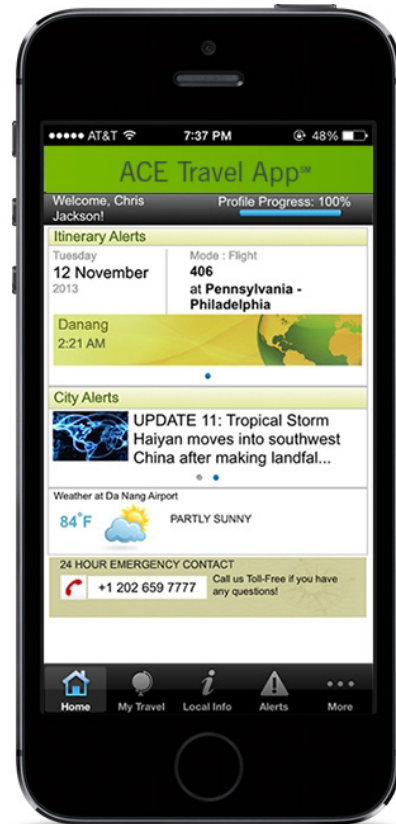 AT&T 7:37 PM 48%
ACE Travel App℠
Welcome, Chris
Jackson!
Profile Progress: 100%
Itinerary Alerts
Tuesday
12 November
2013
Mode : Flight
406
at Pennsylvania -
Philadelphia
Danang
2:21 AM
City Alerts
UPDATE 11: Tropical Storm
Haiyan moves into southwest
China after making landfal...
Weather at Da Nang Airport
84°F
PARTLY SUNNY
24 HOUR EMERGENCY CONTACT
+1 202 659 7777
Call us Toll-Free if you have
any questions!
Home My Travel Local Info Alerts More